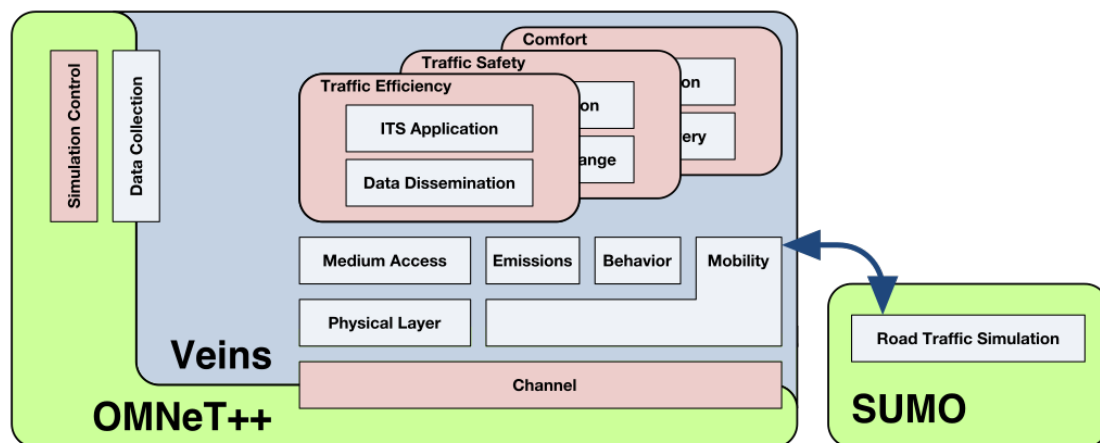 Comfort
Traffic Safety
Traffic Efficiency
ITS Application
Data Dissemination
Simulation Control
Data Collection
Medium Access
Emissions
Behavior
Mobility
Physical Layer
Channel
Veins
OMNeT++
Road Traffic Simulation
SUMO